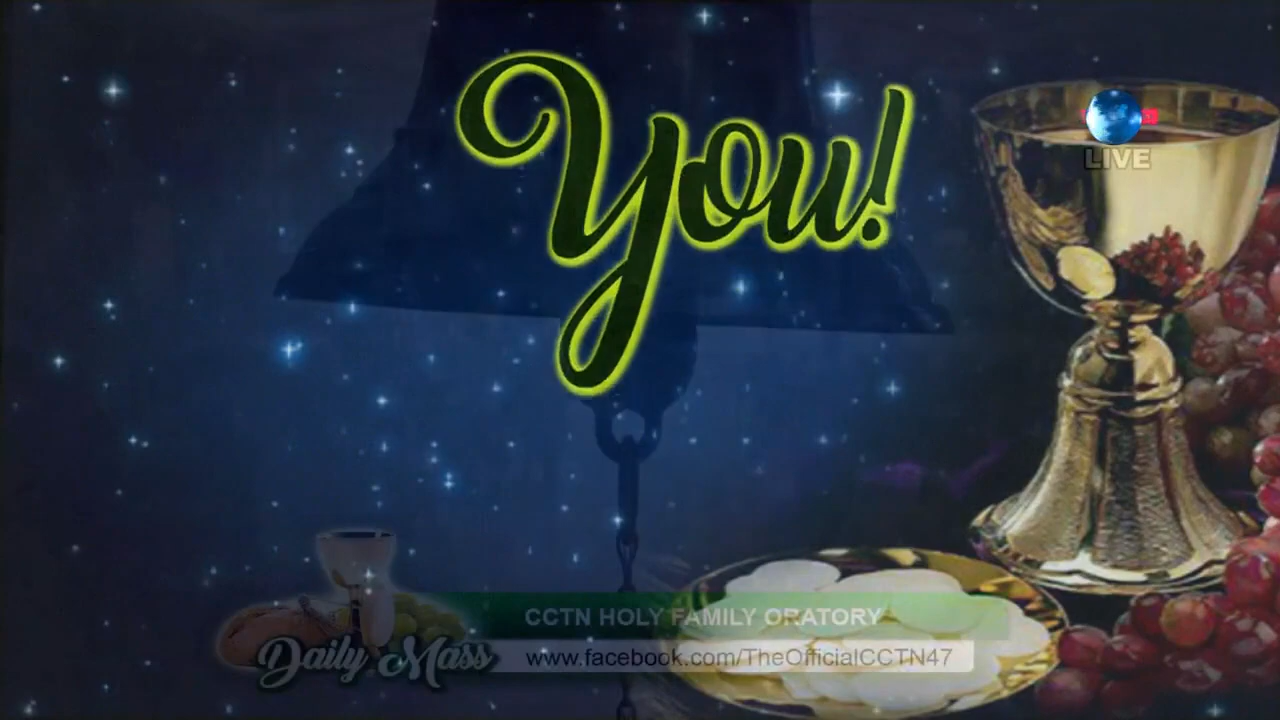 You!
LIVE
CCTN HOLY FAMILY ORATORY
Daily Mass
www.facebook.com/TheOfficialCCTN47